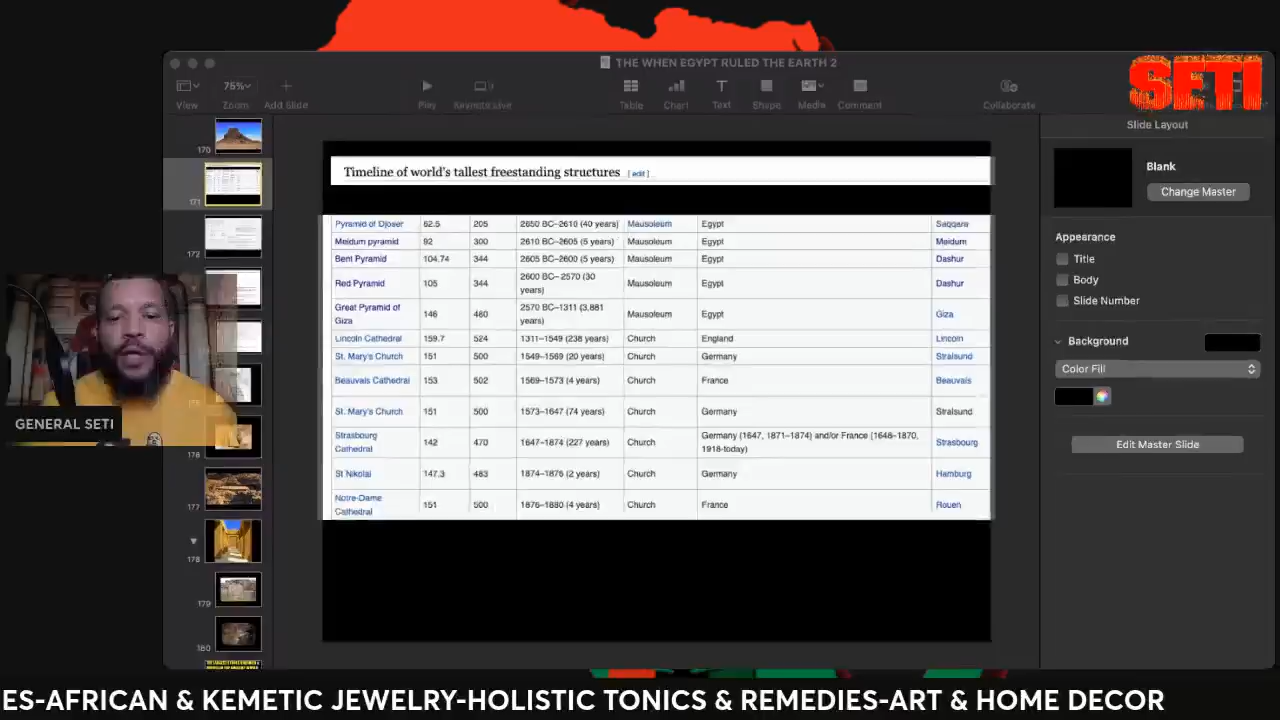 THE WHEN EGYPT RULED THE EARTH 2
SETI
75%
View Zoom Add Slide Play Keynote Live Table Chart Text Shape Media Comment Collaborate
170
171
172
176
177
178
179
180
Timeline of world's tallest freestanding structures [ edit ]
Pyramid of Djoser 62.5 205 2650 BC–2610 (40 years) Mausoleum Egypt Saqqara
Meidum pyramid 92 300 2610 BC–2605 (5 years) Mausoleum Egypt Meidum
Bent Pyramid 104.74 344 2605 BC–2600 (5 years) Mausoleum Egypt Dashur
Red Pyramid 105 344 2600 BC– 2570 (30 years) Mausoleum Egypt Dashur
Great Pyramid of Giza 146 480 2570 BC–1311 (3,881 years) Mausoleum Egypt Giza
Lincoln Cathedral 159.7 524 1311–1549 (238 years) Church England Lincoln
St. Mary's Church 151 500 1549–1569 (20 years) Church Germany Stralsund
Beauvais Cathedral 153 502 1569–1573 (4 years) Church France Beauvais
St. Mary's Church 151 500 1573–1647 (74 years) Church Germany Stralsund
Strasbourg Cathedral 142 470 1647–1874 (227 years) Church Germany (1647, 1871–1874) and/or France (1648–1870, 1918-today) Strasbourg
St Nikolai 147.3 483 1874–1876 (2 years) Church Germany Hamburg
Notre-Dame Cathedral 151 500 1876–1880 (4 years) Church France Rouen
Slide Layout
Blank
Change Master
Appearance
Title
Body
Slide Number
Background
Color Fill
Edit Master Slide
GENERAL SETI
ES-AFRICAN & KEMETIC JEWELRY-HOLISTIC TONICS & REMEDIES-ART & HOME DECOR